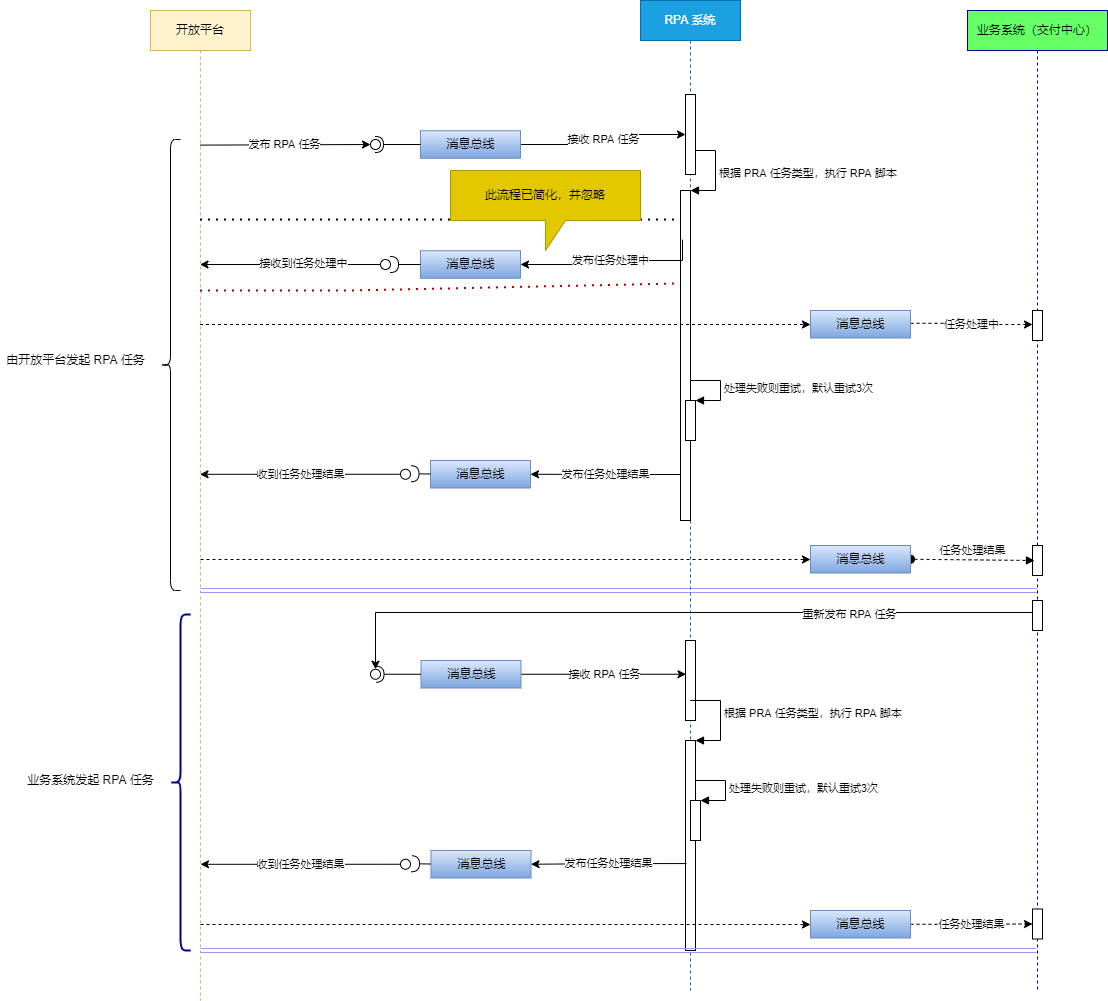 开放平台
RPA 系统
业务系统（交付中心）
发布 RPA 任务
消息总线
接收 RPA 任务
根据 PRA 任务类型，执行 RPA 脚本
此流程已简化，并忽略
接收到任务处理中
消息总线
发布任务处理中
消息总线
任务处理中
由开放平台发起 RPA 任务
处理失败则重试，默认重试3次
收到任务处理结果
消息总线
发布任务处理结果
消息总线
任务处理结果
重新发布 RPA 任务
消息总线
接收 RPA 任务
根据 PRA 任务类型，执行 RPA 脚本
业务系统发起 RPA 任务
处理失败则重试，默认重试3次
收到任务处理结果
消息总线
发布任务处理结果
消息总线
任务处理结果